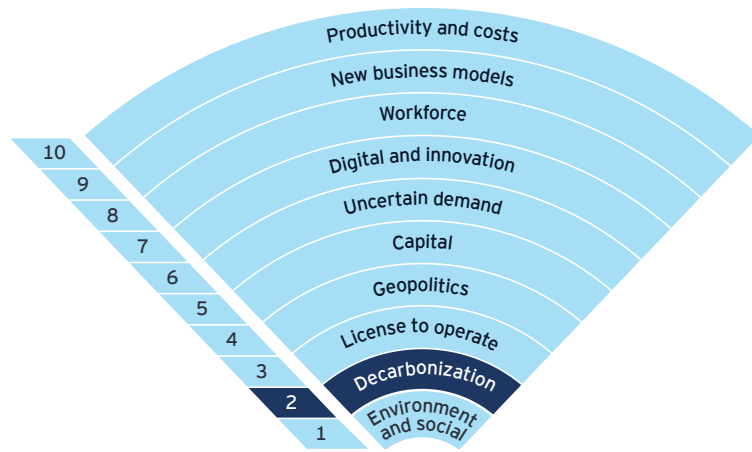 Productivity and costs
New business models
Workforce
Digital and innovation
Uncertain demand
Capital
Geopolitics
License to operate
Decarbonization
Environment
and social
10
9
8
7
6
5
4
3
2
1